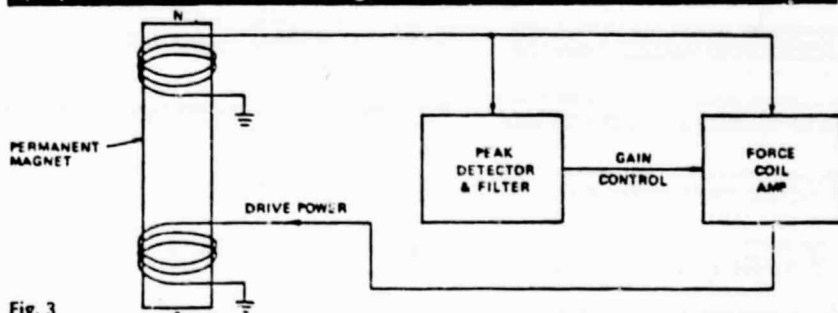 N
PERMANENT
MAGNET
DRIVE POWER
PEAK
DETECTOR
& FILTER
GAIN
CONTROL
FORCE
COIL
AMP
Fig. 3